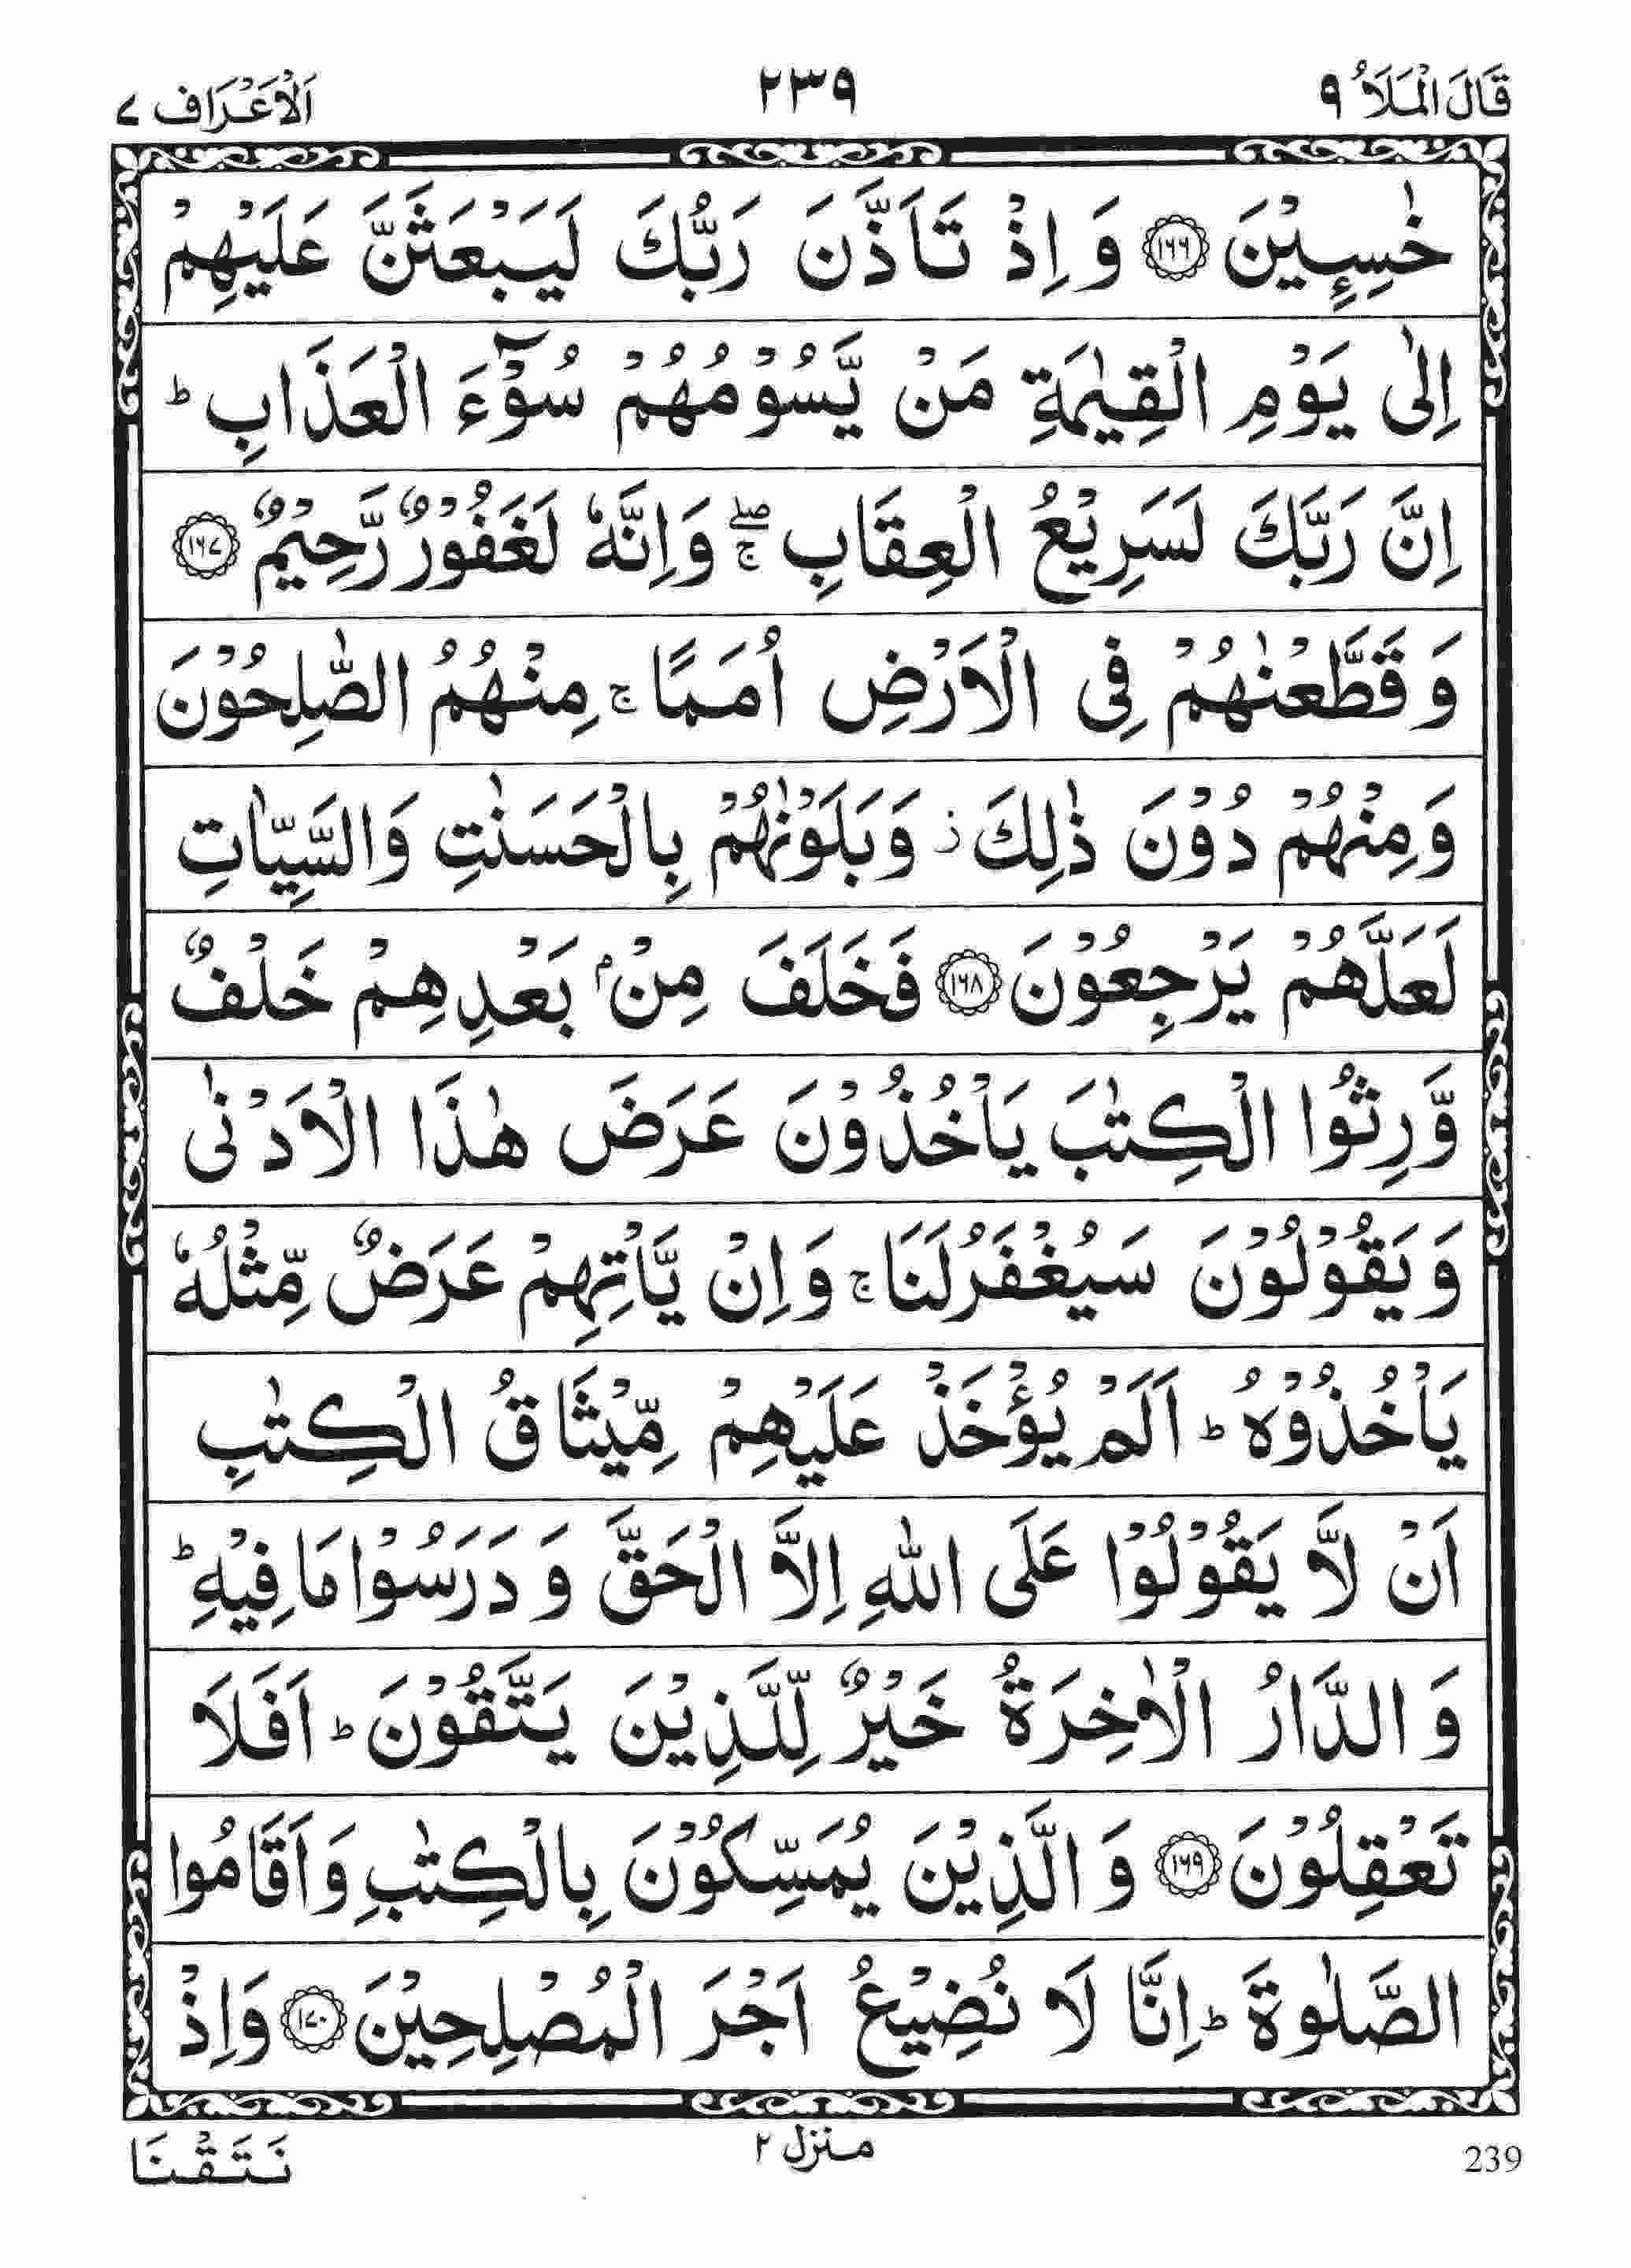 قَالَ الْمَلَاُ ٩ ٢٣٩ اَلْاَعْرَاف ٧
خٰسِـِٕيْنَ ﴿١٦٦﴾ وَ اِذْ تَاَذَّنَ رَبُّكَ لَيَبْعَثَنَّ عَلَيْهِمْ
اِلٰى يَوْمِ الْقِيٰمَةِ مَنْ يَّسُوْمُهُمْ سُوْٓءَ الْعَذَابِ ؕ
اِنَّ رَبَّكَ لَسَرِيْعُ الْعِقَابِ ۖۚ وَاِنَّهٗ لَغَفُوْرٌ رَّحِيْمٌ ﴿١٦٧﴾
وَ قَطَّعْنٰهُمْ فِى الْاَرْضِ اُمَمًا ۚ مِنْهُمُ الصّٰلِحُوْنَ
وَمِنْهُمْ دُوْنَ ذٰلِكَ ز وَبَلَوْنٰهُمْ بِالْحَسَنٰتِ وَالسَّيِّاٰتِ
لَعَلَّهُمْ يَرْجِعُوْنَ ﴿١٦٨﴾ فَخَلَفَ مِنْۢ بَعْدِهِمْ خَلْفٌ
وَّرِثُوا الْكِتٰبَ يَاْخُذُوْنَ عَرَضَ هٰذَا الْاَدْنٰى
وَ يَقُوْلُوْنَ سَيُغْفَرُ لَنَا ۚ وَ اِنْ يَّاْتِهِمْ عَرَضٌ مِّثْلُهٗ
يَاْخُذُوْهُ ؕ اَلَمْ يُؤْخَذْ عَلَيْهِمْ مِّيْثَاقُ الْكِتٰبِ
اَنْ لَّا يَقُوْلُوْا عَلَى اللّٰهِ اِلَّا الْحَقَّ وَ دَرَسُوْا مَا فِيْهِ ؕ
وَ الدَّارُ الْاٰخِرَةُ خَيْرٌ لِّلَّذِيْنَ يَتَّقُوْنَ ؕ اَفَلَا
تَعْقِلُوْنَ ﴿١٦٩﴾ وَ الَّذِيْنَ يُمَسِّكُوْنَ بِالْكِتٰبِ وَاَقَامُوا
الصَّلٰوةَ ؕ اِنَّا لَا نُضِيْعُ اَجْرَ الْمُصْلِحِيْنَ ﴿١٧٠﴾ وَاِذْ
239 منزل ٢ نَتَقْنَا